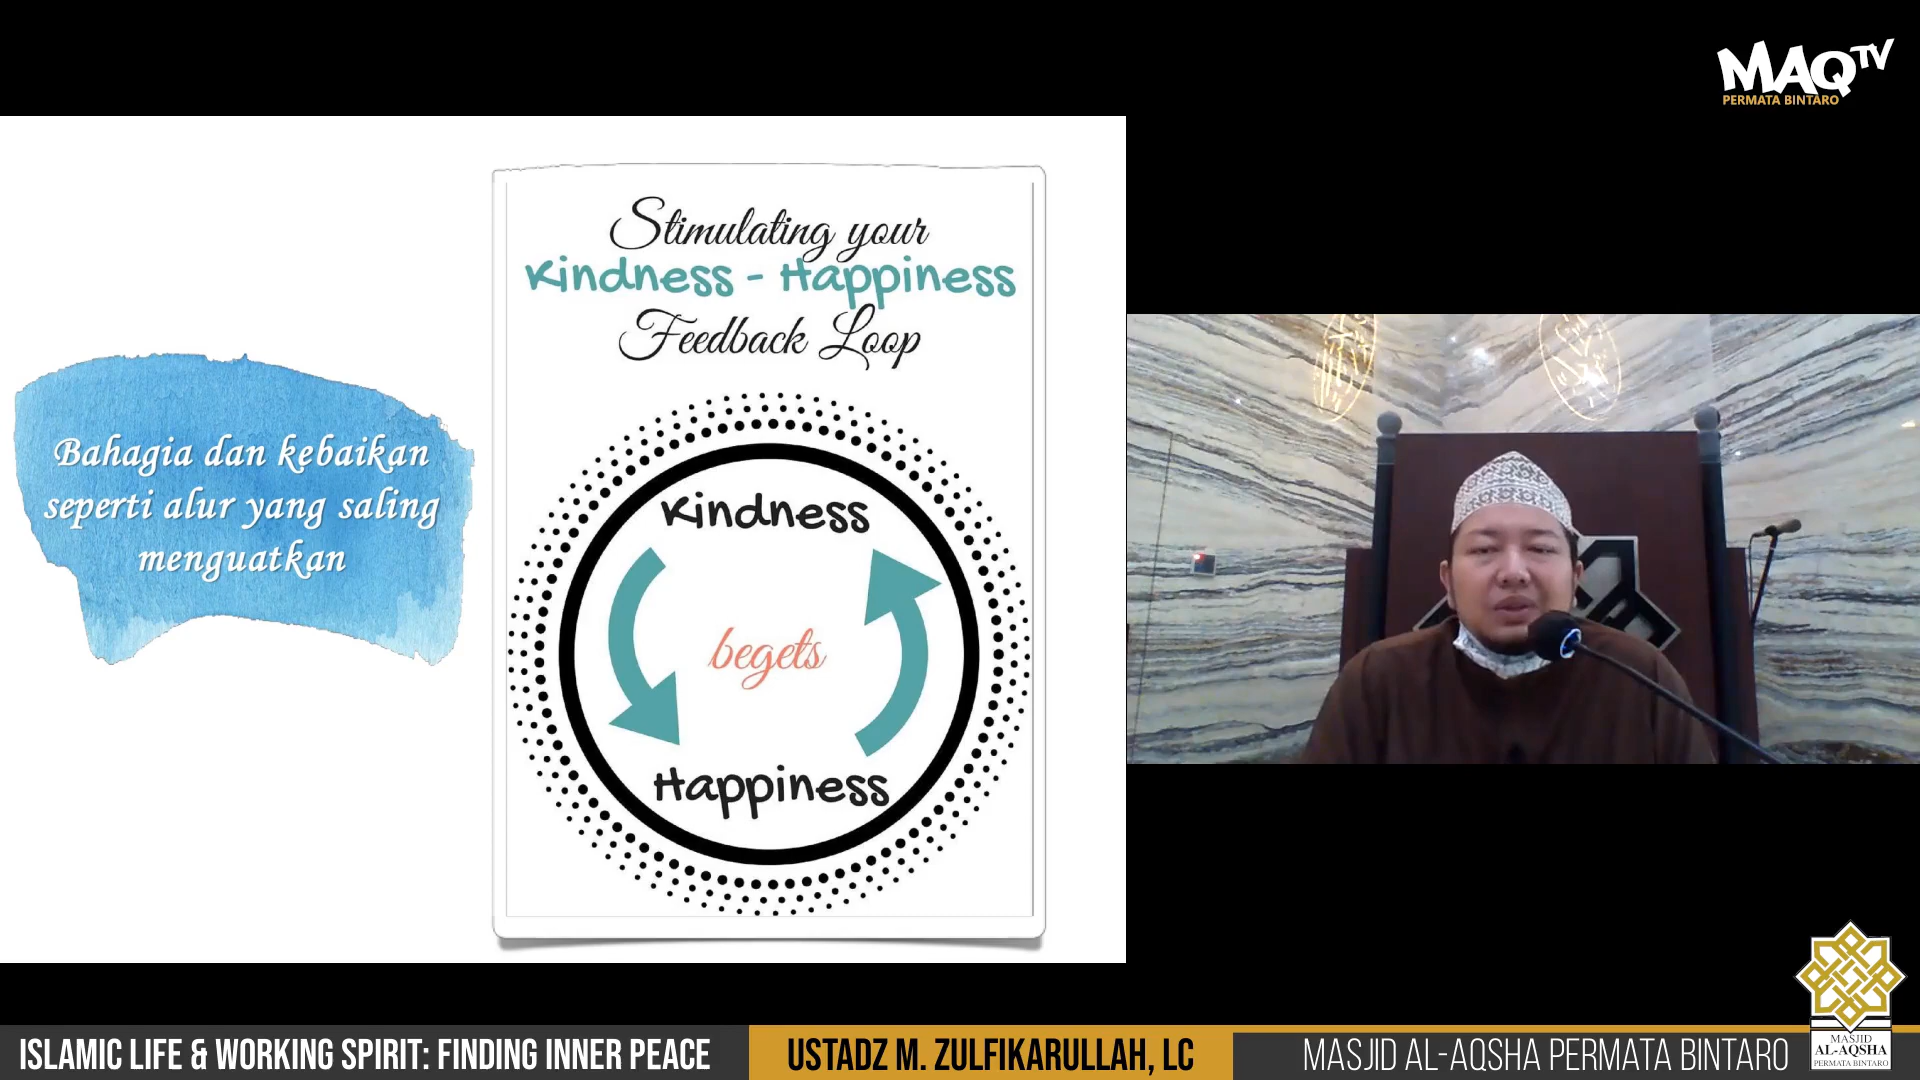 MAQ TV
PERMATA BINTARO
Stimulating your
Kindness - Happiness
Feedback Loop
Bahagia dan kebaikan
seperti alur yang saling
menguatkan
Kindness
begets
Happiness
ISLAMIC LIFE & WORKING SPIRIT: FINDING INNER PEACE
USTADZ M. ZULFIKARULLAH, LC
MASJID AL-AQSHA PERMATA BINTARO
MASJID
AL-AQSHA
PERMATA BINTARO